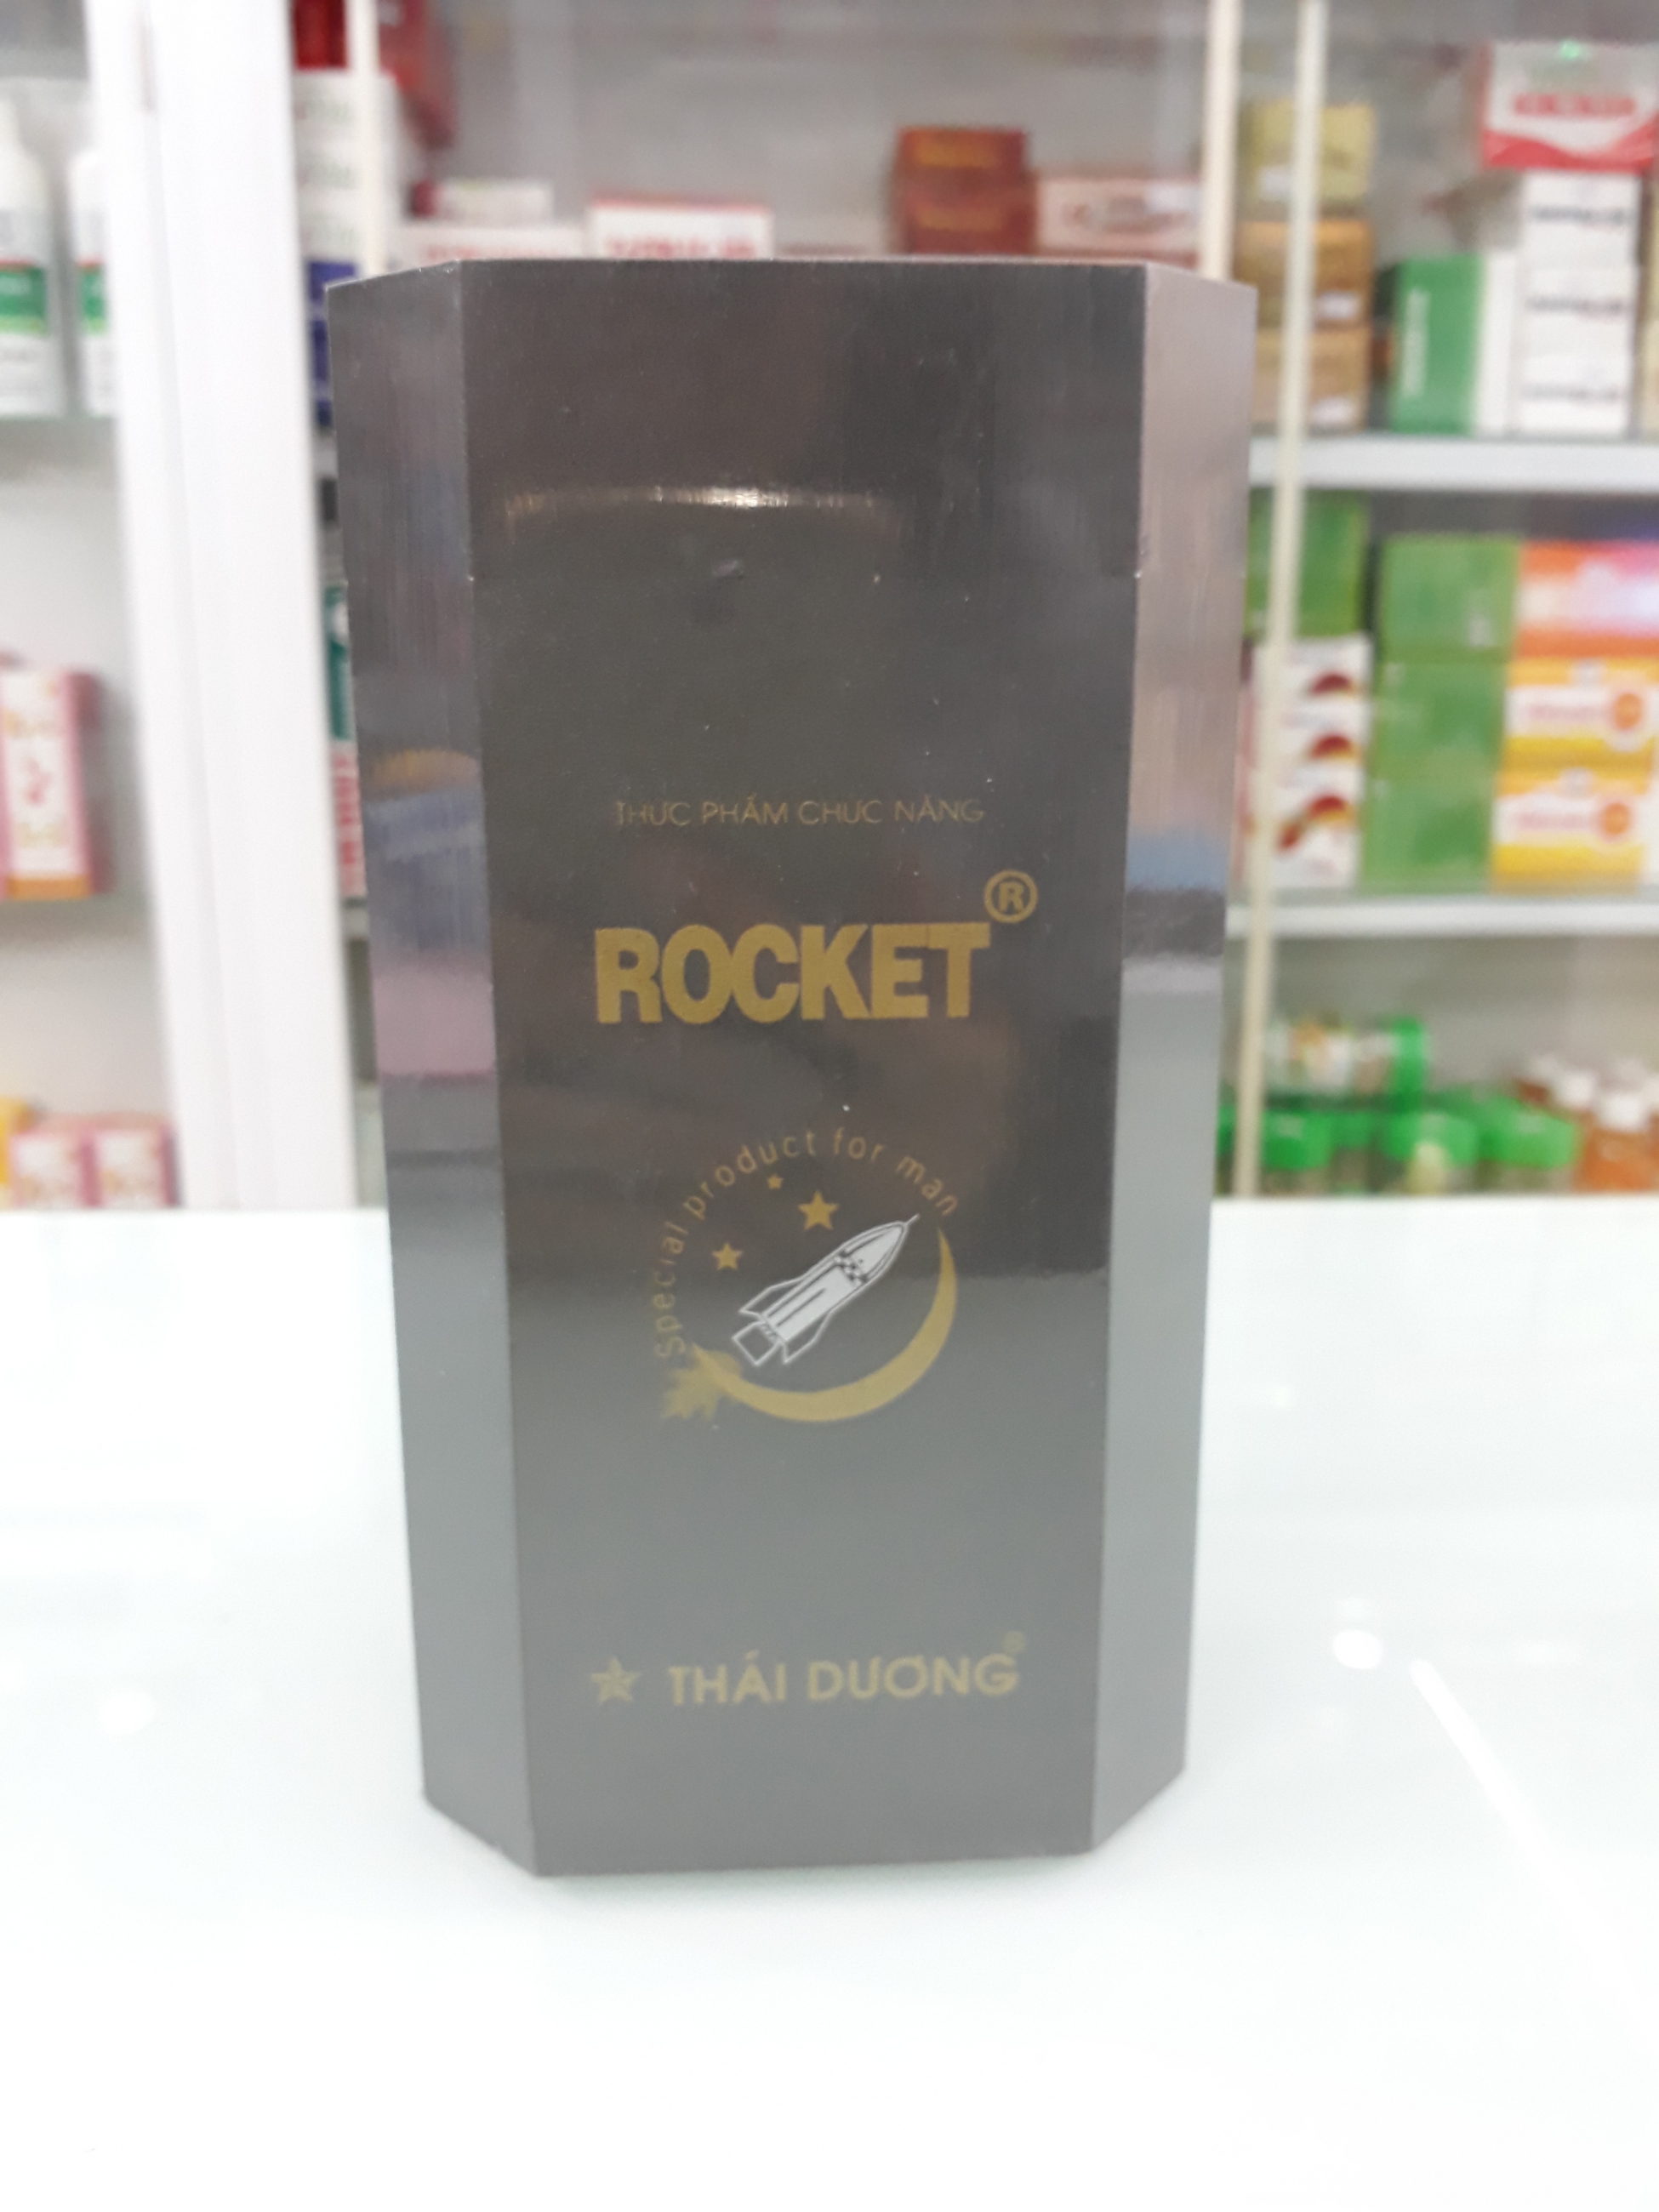 THỰC PHẨM CHỨC NĂNG
ROCKET®
Special product for man
THÁI DƯƠNG®